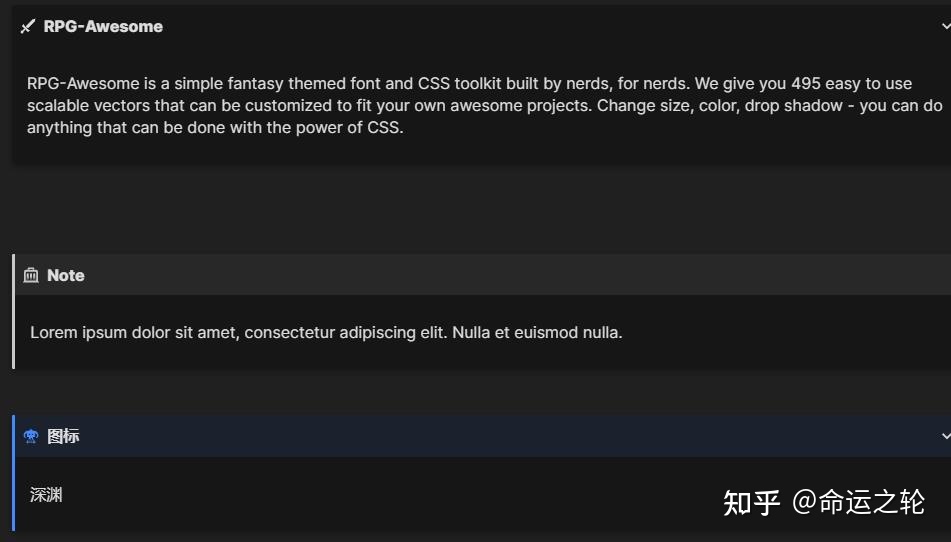 RPG-Awesome
RPG-Awesome is a simple fantasy themed font and CSS toolkit built by nerds, for nerds. We give you 495 easy to use
scalable vectors that can be customized to fit your own awesome projects. Change size, color, drop shadow - you can do
anything that can be done with the power of CSS.
Note
Lorem ipsum dolor sit amet, consectetur adipiscing elit. Nulla et euismod nulla.
图标
深渊
知乎 @命运之轮